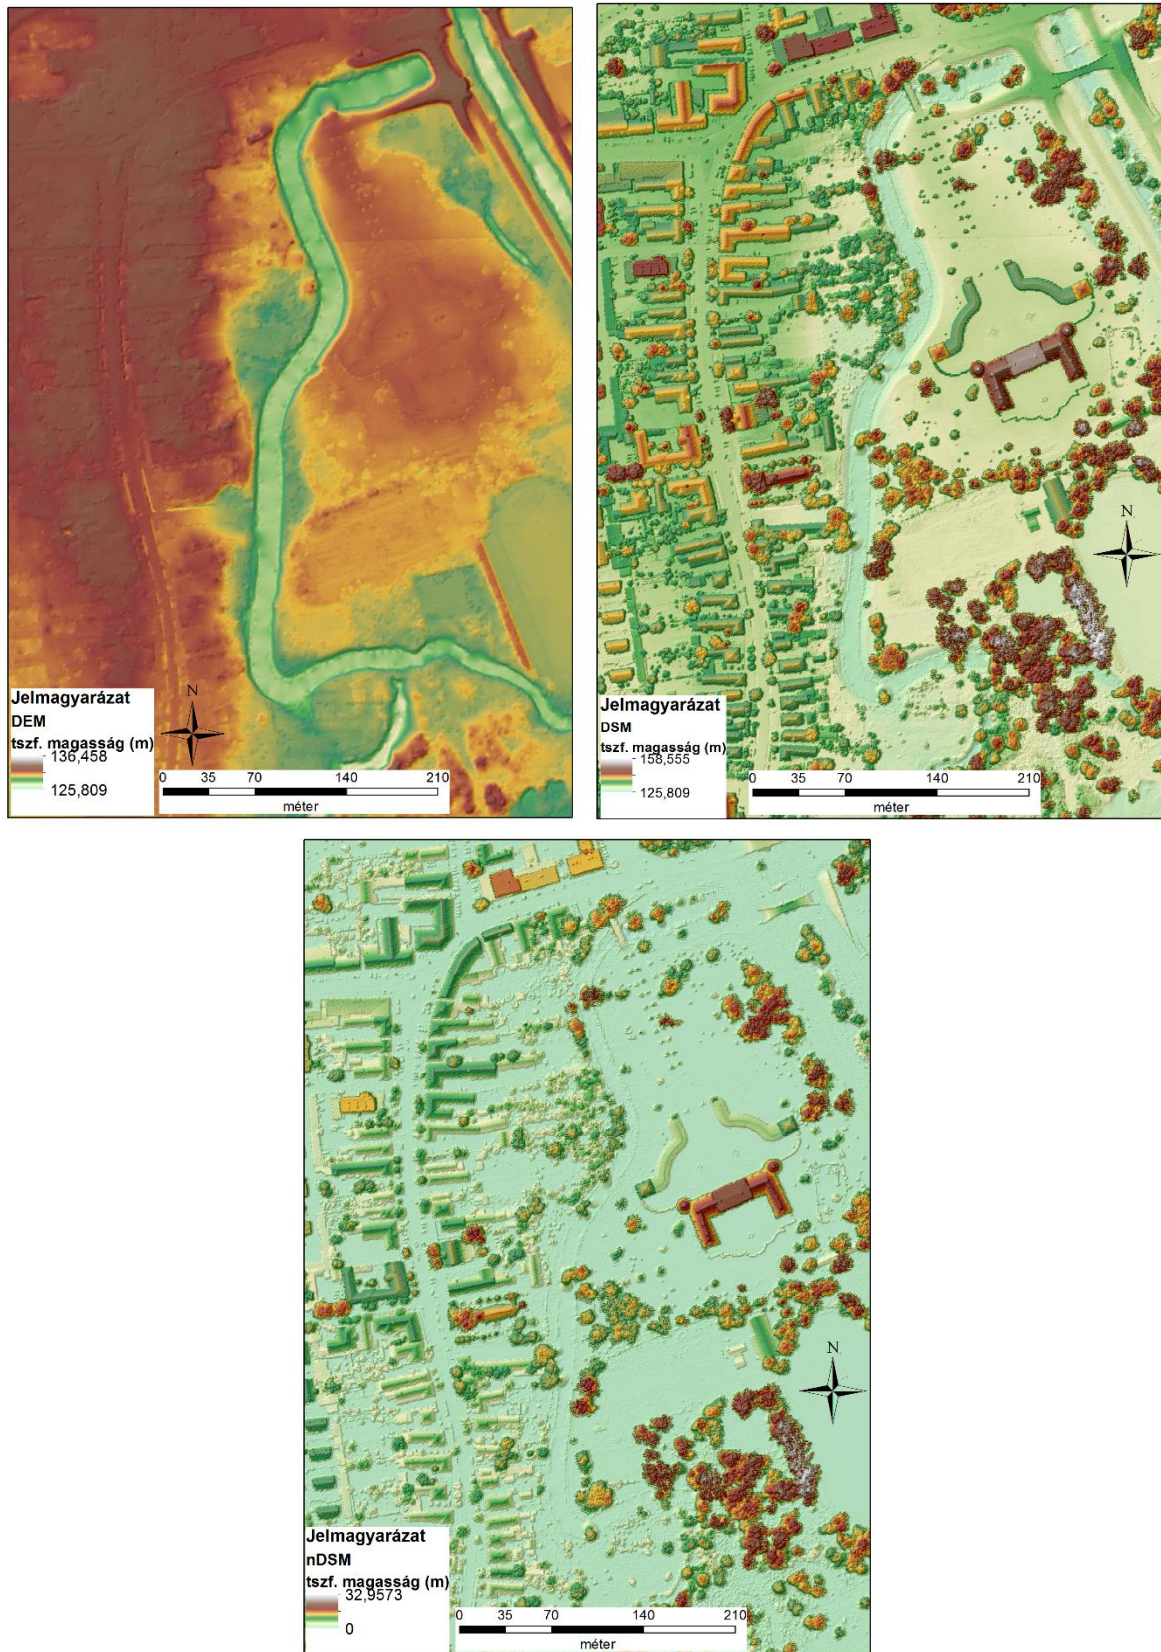 Jelmagyarázat
DEM
tszf. magasság (m)
136,458
125,809
N
0 35 70 140 210
méter
Jelmagyarázat
DSM
tszf. magasság (m)
158,555
125,809
N
0 35 70 140 210
méter
Jelmagyarázat
nDSM
tszf. magasság (m)
32,9573
0
N
0 35 70 140 210
méter